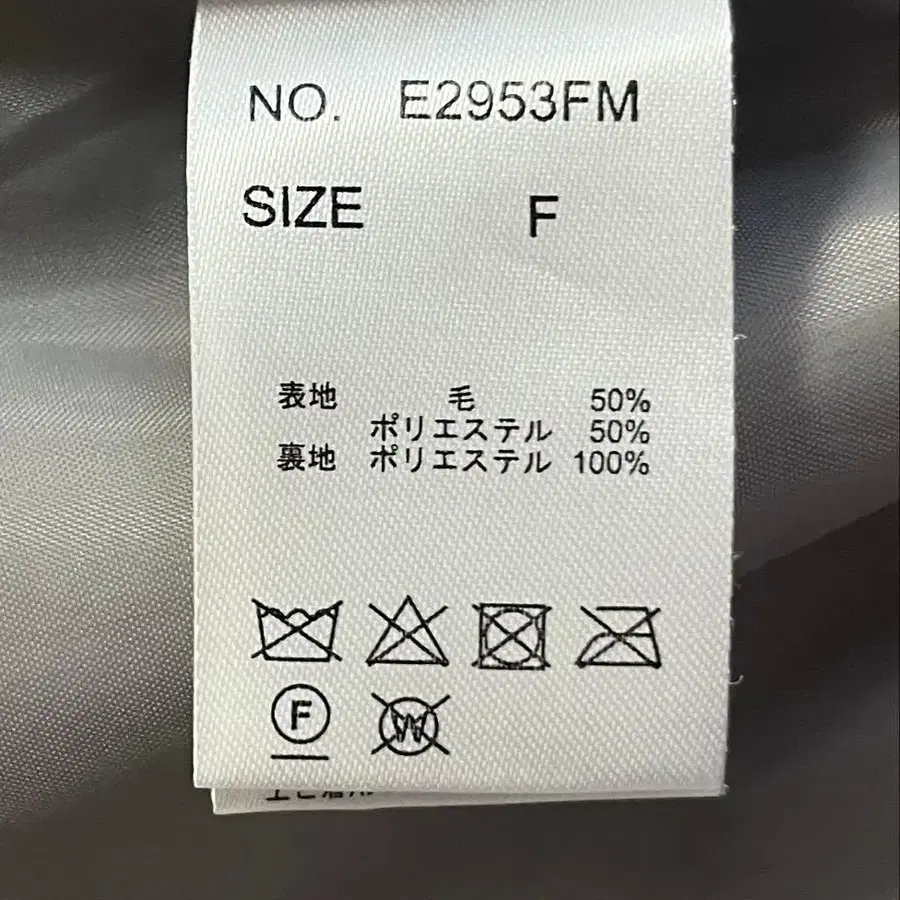 NO. E2953FM
SIZE F
表地 毛 50%
ポリエステル 50%
裏地 ポリエステル 100%
F
W